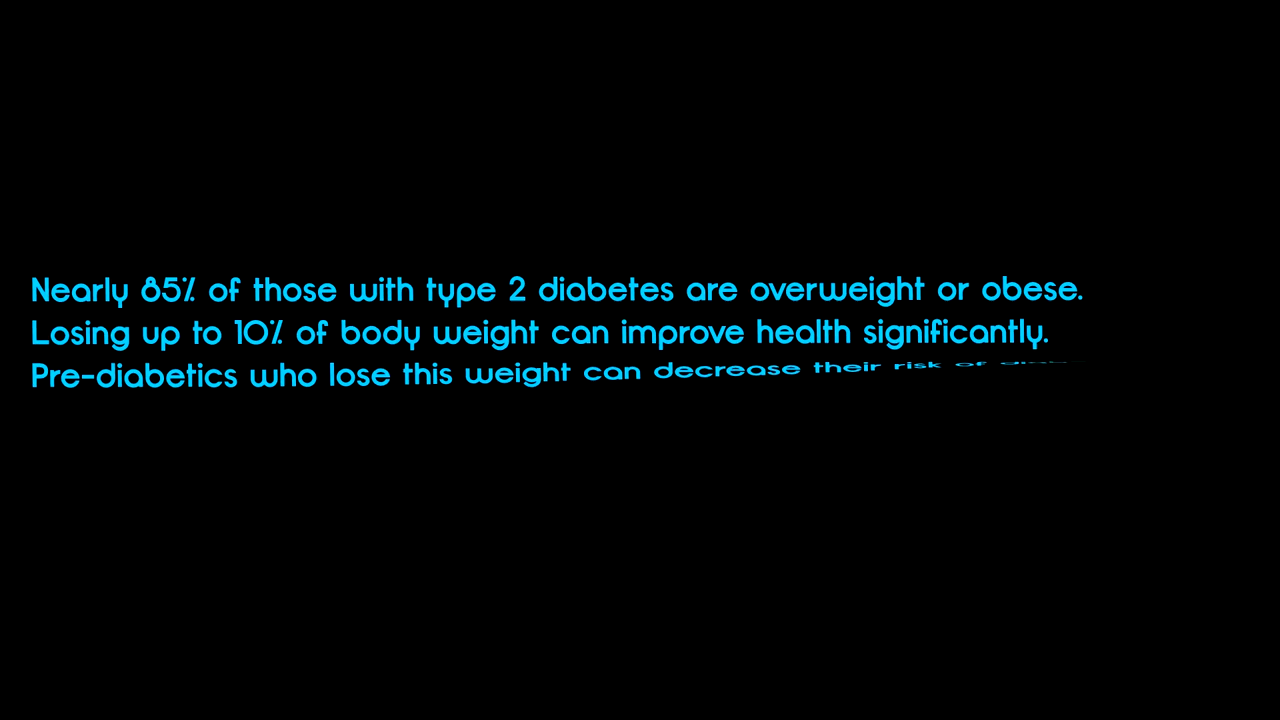 Nearly 85% of those with type 2 diabetes are overweight or obese.
Losing up to 10% of body weight can improve health significantly.
Pre-diabetics who lose this weight can decrease their risk of